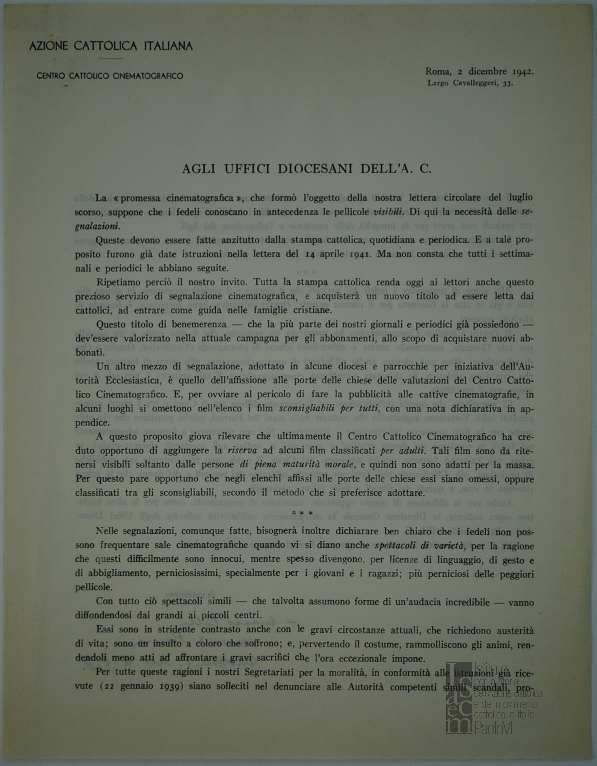 AZIONE CATTOLICA ITALIANA
CENTRO CATTOLICO CINEMATOGRAFICO
Roma, 2 dicembre 1942.
Largo Cavalleggeri, 33.
AGLI UFFICI DIOCESANI DELL'A. C.
La « promessa cinematografica », che formò l'oggetto della nostra lettera circolare del luglio
scorso, suppone che i fedeli conoscano in antecedenza le pellicole visibili. Di qui la necessità delle se-
gnalazioni.
Queste devono essere fatte anzitutto dalla stampa cattolica, quotidiana e periodica. E a tale pro-
posito furono già date istruzioni nella lettera del 14 aprile 1941. Ma non consta che tutti i settima-
nali e periodici le abbiano seguite.
Ripetiamo perciò il nostro invito. Tutta la stampa cattolica renda oggi ai lettori anche questo
prezioso servizio di segnalazione cinematografica, e acquisterà un nuovo titolo ad essere letta dai
cattolici, ad entrare come guida nelle famiglie cristiane.
Questo titolo di benemerenza — che la più parte dei nostri giornali e periodici già possiedono —
dev'essere valorizzato nella attuale campagna per gli abbonamenti, allo scopo di acquistare nuovi ab-
bonati.
Un altro mezzo di segnalazione, adottato in alcune diocesi e parrocchie per iniziativa dell'Au-
torità Ecclesiastica, è quello dell'affissione alle porte delle chiese delle valutazioni del Centro Catto-
lico Cinematografico. E, per ovviare al pericolo di fare la pubblicità alle cattive cinematografie, in
alcuni luoghi si omettono nell'elenco i film sconsigliabili per tutti, con una nota dichiarativa in ap-
pendice.
A questo proposito giova rilevare che ultimamente il Centro Cattolico Cinematografico ha cre-
duto opportuno di aggiungere la riserva ad alcuni film classificati per adulti. Tali film sono da rite-
nersi visibili soltanto dalle persone di piena maturità morale, e quindi non sono adatti per la massa.
Per questo pare opportuno che negli elenchi affissi alle porte delle chiese essi siano omessi, oppure
classificati tra gli sconsigliabili, secondo il metodo che si preferisce adottare.
* * *
Nelle segnalazioni, comunque fatte, bisognerà inoltre dichiarare ben chiaro che i fedeli non pos-
sono frequentare sale cinematografiche quando vi si diano anche spettacoli di varietà, per la ragione
che questi difficilmente sono innocui, mentre spesso divengono, per licenze di linguaggio, di gesto e
di abbigliamento, perniciosissimi, specialmente per i giovani e i ragazzi; più perniciosi delle peggiori
pellicole.
Con tutto ciò spettacoli simili — che talvolta assumono forme di un'audacia incredibile — vanno
diffondendosi dai grandi ai piccoli centri.
Essi sono in stridente contrasto anche con le gravi circostanze attuali, che richiedono austerità
di vita; sono un insulto a coloro che soffrono; e, pervertendo il costume, rammolliscono gli animi, ren-
dendoli meno atti ad affrontare i gravi sacrifici che l'ora eccezionale impone.
Per tutte queste ragioni i nostri Segretariati per la moralità, in conformità alle istruzioni già rice-
vute (22 gennaio 1939) siano solleciti nel denunciare alle Autorità competenti simili scandali, pro-
Istituto
per la storia
dell'Azione cattolica
e del movimento
cattolico in Italia
Paolo VI